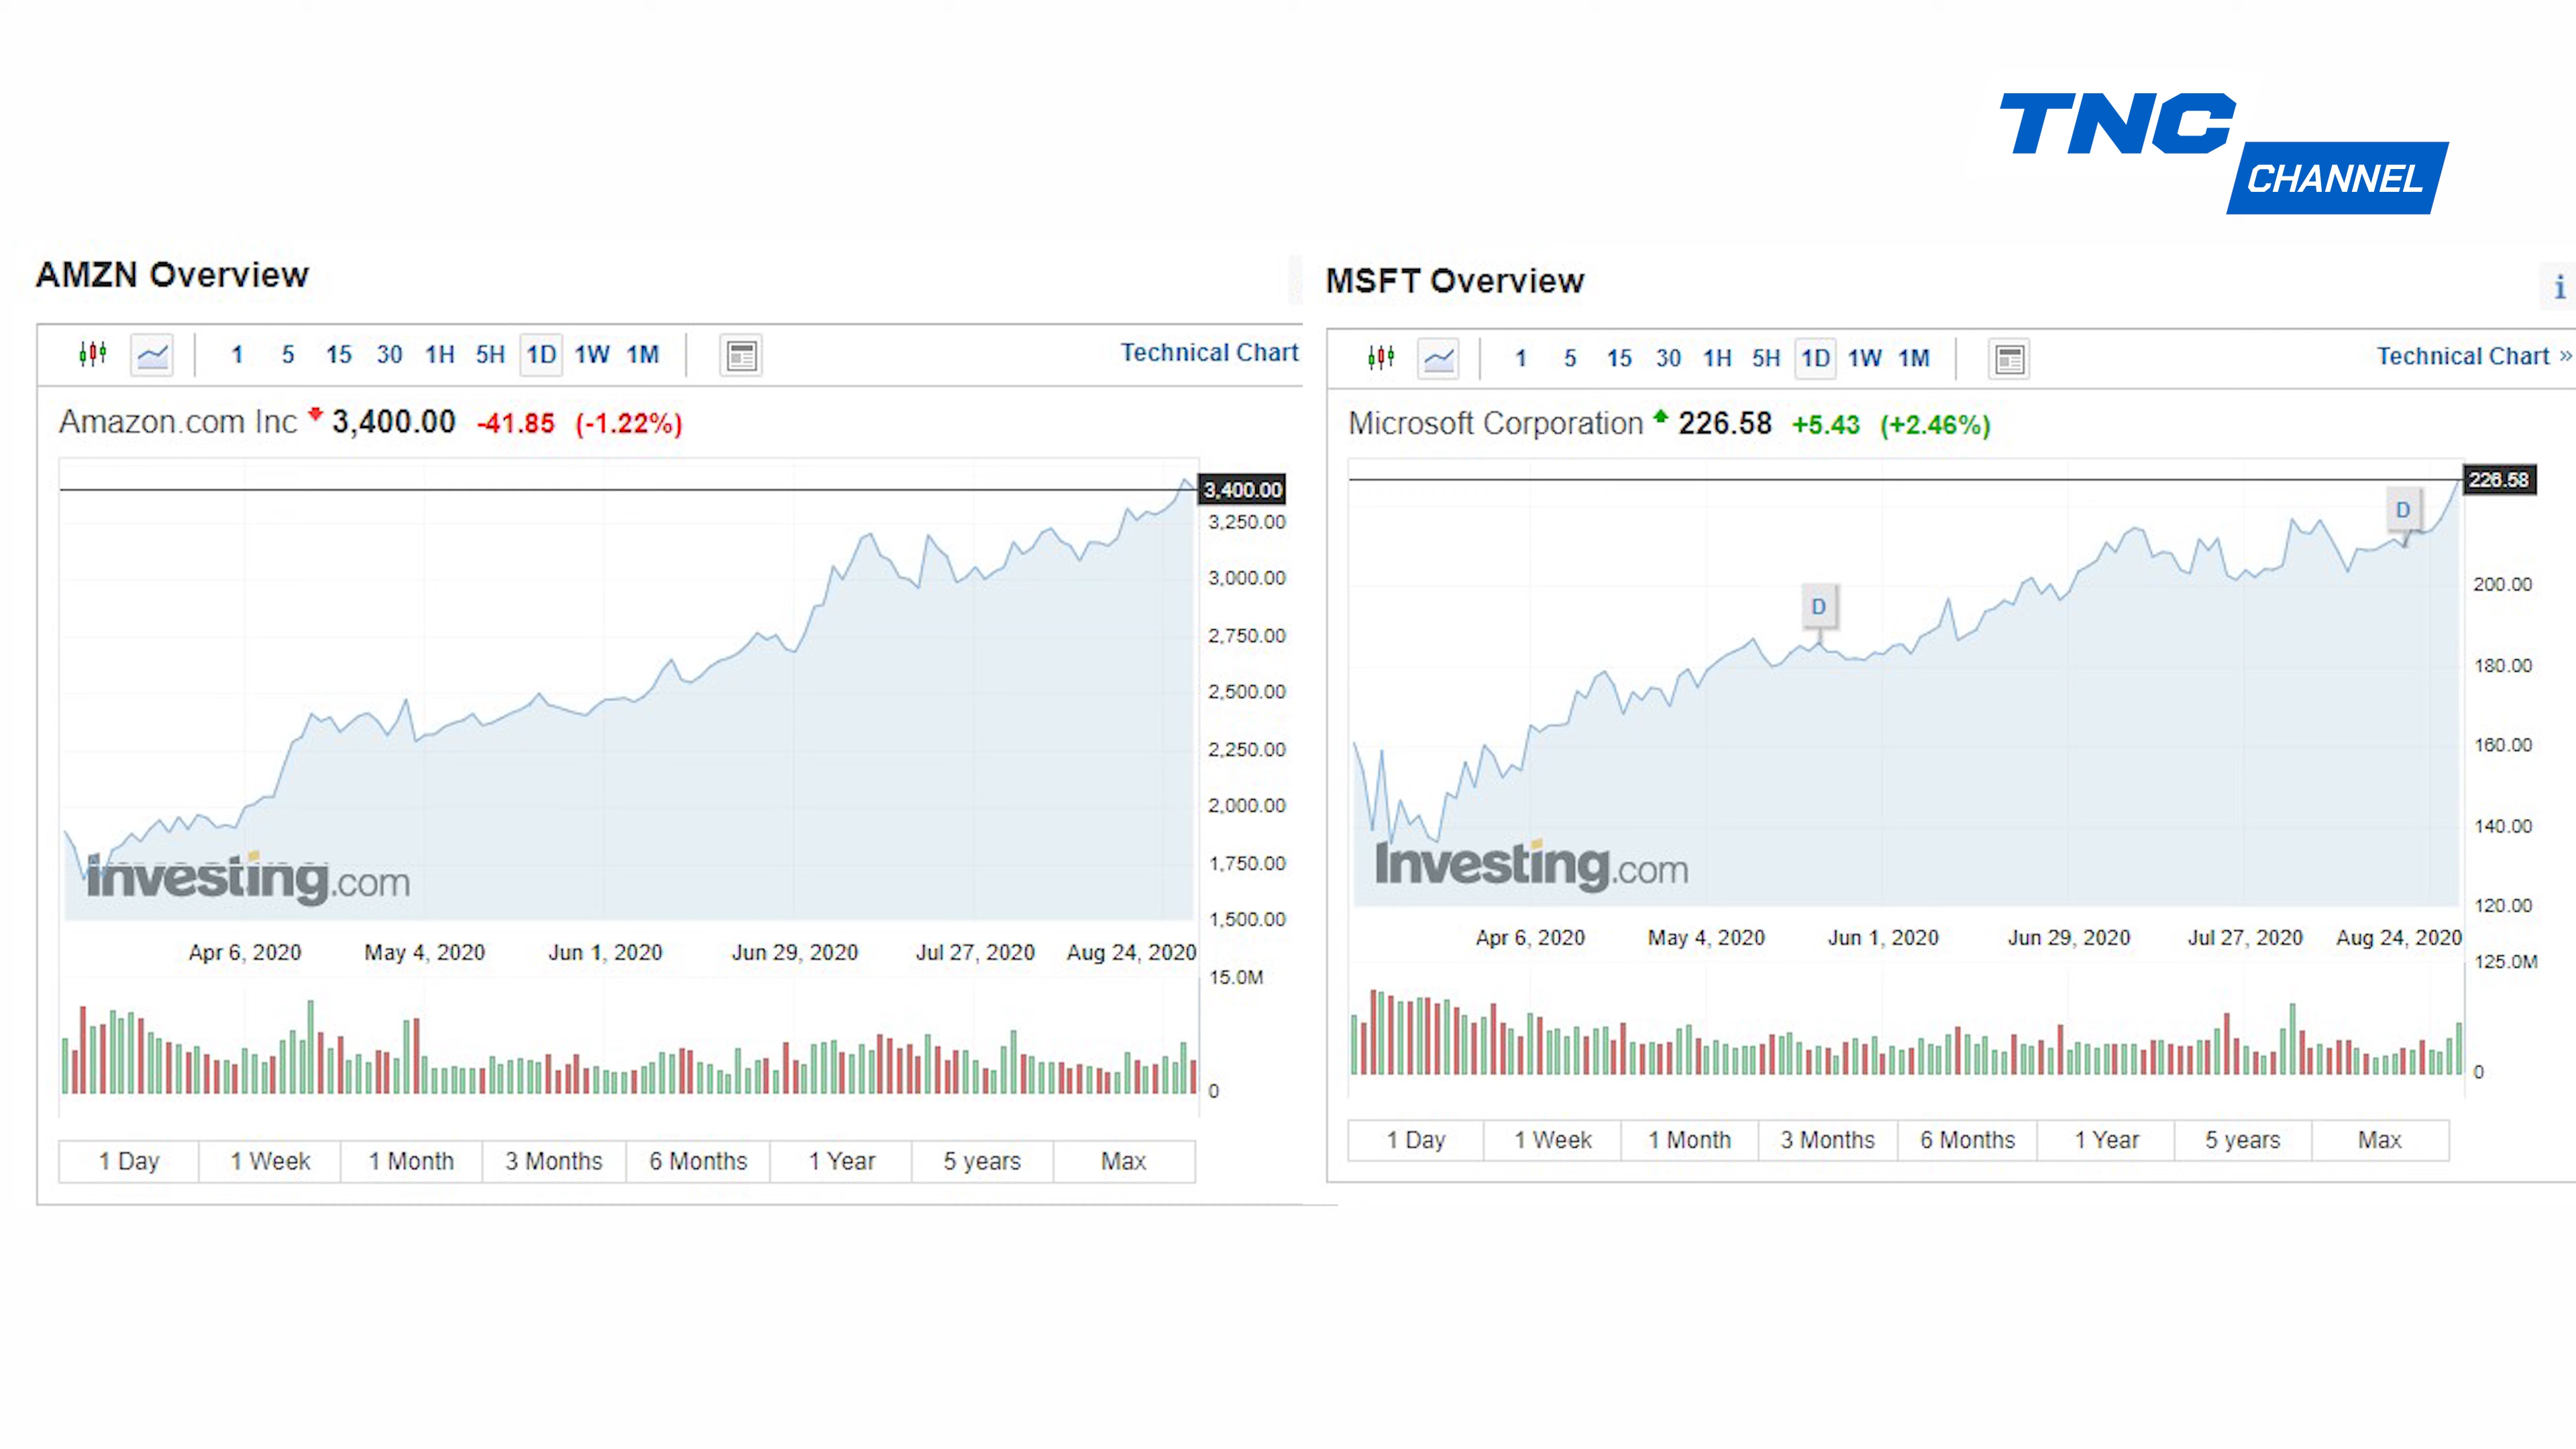 TNC
CHANNEL
AMZN Overview
1 5 15 30 1H 5H 1D 1W 1M
Technical Chart
Amazon.com Inc 3,400.00 -41.85 (-1.22%)
3,400.00
3,250.00
3,000.00
2,750.00
2,500.00
2,250.00
2,000.00
1,750.00
1,500.00
Investing.com
Apr 6, 2020 May 4, 2020 Jun 1, 2020 Jun 29, 2020 Jul 27, 2020 Aug 24, 2020
15.0M
0
1 Day 1 Week 1 Month 3 Months 6 Months 1 Year 5 years Max
MSFT Overview
i
1 5 15 30 1H 5H 1D 1W 1M
Technical Chart »
Microsoft Corporation 226.58 +5.43 (+2.46%)
226.58
D
D
200.00
180.00
160.00
140.00
120.00
Investing.com
Apr 6, 2020 May 4, 2020 Jun 1, 2020 Jun 29, 2020 Jul 27, 2020 Aug 24, 2020
125.0M
0
1 Day 1 Week 1 Month 3 Months 6 Months 1 Year 5 years Max